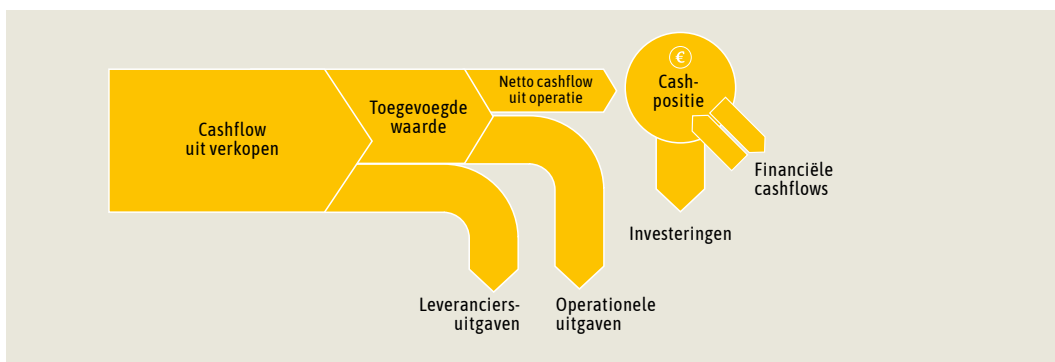 Cashflow
uit verkopen
Toegevoegde
waarde
Netto cashflow
uit operatie
€
Cash-
positie
Financiële
cashflows
Investeringen
Leveranciers-
uitgaven
Operationele
uitgaven